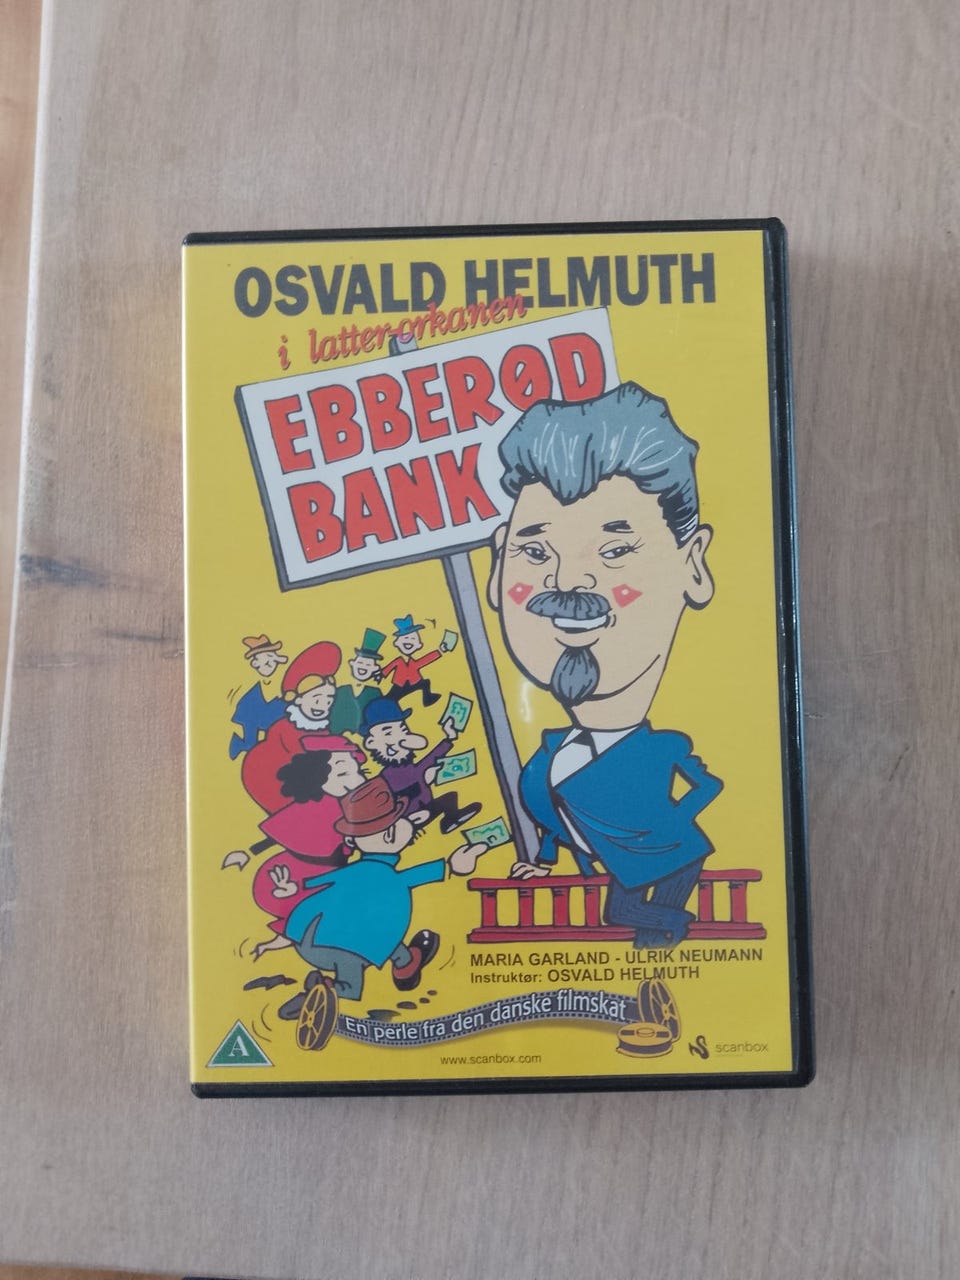 OSVALD HELMUTH
i latter-orkanen
EBBERØD
BANK
MARIA GARLAND - ULRIK NEUMANN
Instruktør: OSVALD HELMUTH
En perle fra den danske filmskat
A
www.scanbox.com
scanbox